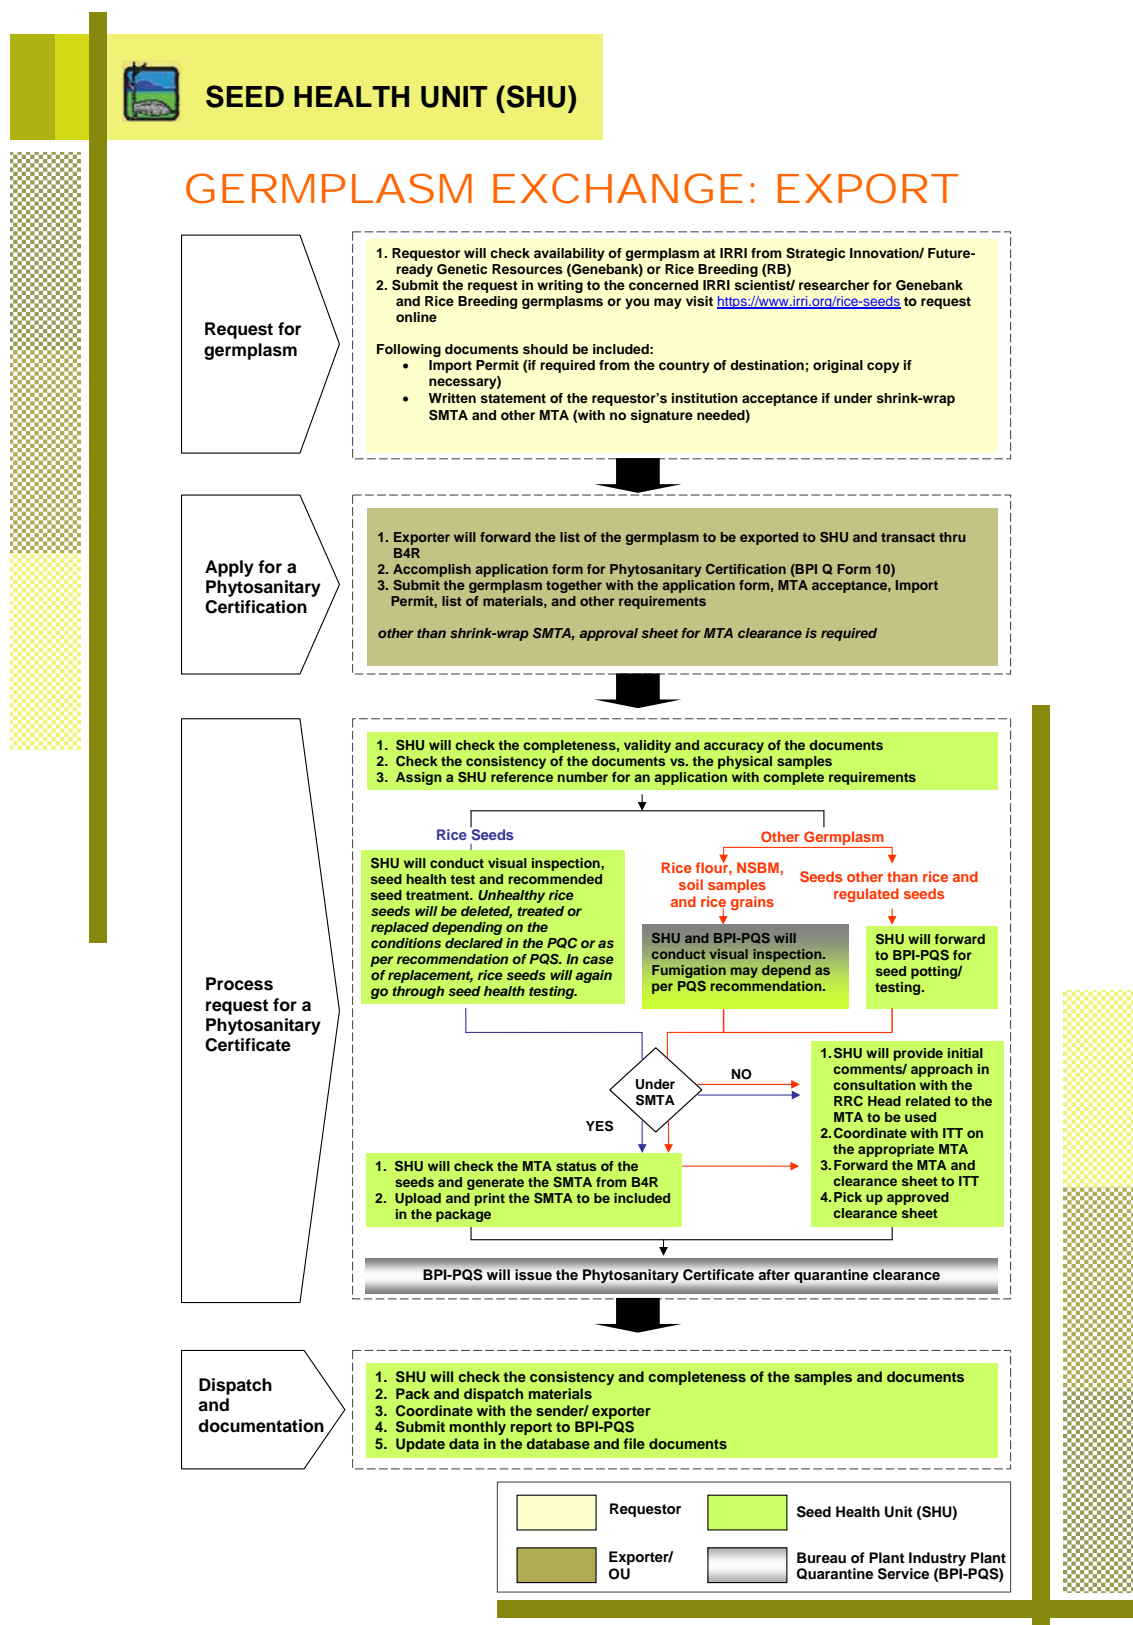 SEED HEALTH UNIT (SHU)
GERMPLASM EXCHANGE: EXPORT
Request for
germplasm
1. Requestor will check availability of germplasm at IRRI from Strategic Innovation/ Future-
ready Genetic Resources (Genebank) or Rice Breeding (RB)
2. Submit the request in writing to the concerned IRRI scientist/ researcher for Genebank
and Rice Breeding germplasms or you may visit https://www.irri.org/rice-seeds to request
online
Following documents should be included:
• Import Permit (if required from the country of destination; original copy if
necessary)
• Written statement of the requestor's institution acceptance if under shrink-wrap
SMTA and other MTA (with no signature needed)
Apply for a
Phytosanitary
Certification
1. Exporter will forward the list of the germplasm to be exported to SHU and transact thru
B4R
2. Accomplish application form for Phytosanitary Certification (BPI Q Form 10)
3. Submit the germplasm together with the application form, MTA acceptance, Import
Permit, list of materials, and other requirements
other than shrink-wrap SMTA, approval sheet for MTA clearance is required
Process
request for a
Phytosanitary
Certificate
1. SHU will check the completeness, validity and accuracy of the documents
2. Check the consistency of the documents vs. the physical samples
3. Assign a SHU reference number for an application with complete requirements
Rice Seeds
SHU will conduct visual inspection,
seed health test and recommended
seed treatment. Unhealthy rice
seeds will be deleted, treated or
replaced depending on the
conditions declared in the PQC or as
per recommendation of PQS. In case
of replacement, rice seeds will again
go through seed health testing.
Other Germplasm
Rice flour, NSBM,
soil samples
and rice grains
SHU and BPI-PQS will
conduct visual inspection.
Fumigation may depend as
per PQS recommendation.
Seeds other than rice and
regulated seeds
SHU will forward
to BPI-PQS for
seed potting/
testing.
Under
SMTA
NO
YES
1. SHU will provide initial
comments/ approach in
consultation with the
RRC Head related to the
MTA to be used
2. Coordinate with ITT on
the appropriate MTA
3. Forward the MTA and
clearance sheet to ITT
4. Pick up approved
clearance sheet
1. SHU will check the MTA status of the
seeds and generate the SMTA from B4R
2. Upload and print the SMTA to be included
in the package
BPI-PQS will issue the Phytosanitary Certificate after quarantine clearance
Dispatch
and
documentation
1. SHU will check the consistency and completeness of the samples and documents
2. Pack and dispatch materials
3. Coordinate with the sender/ exporter
4. Submit monthly report to BPI-PQS
5. Update data in the database and file documents
Requestor
Seed Health Unit (SHU)
Exporter/
OU
Bureau of Plant Industry Plant
Quarantine Service (BPI-PQS)